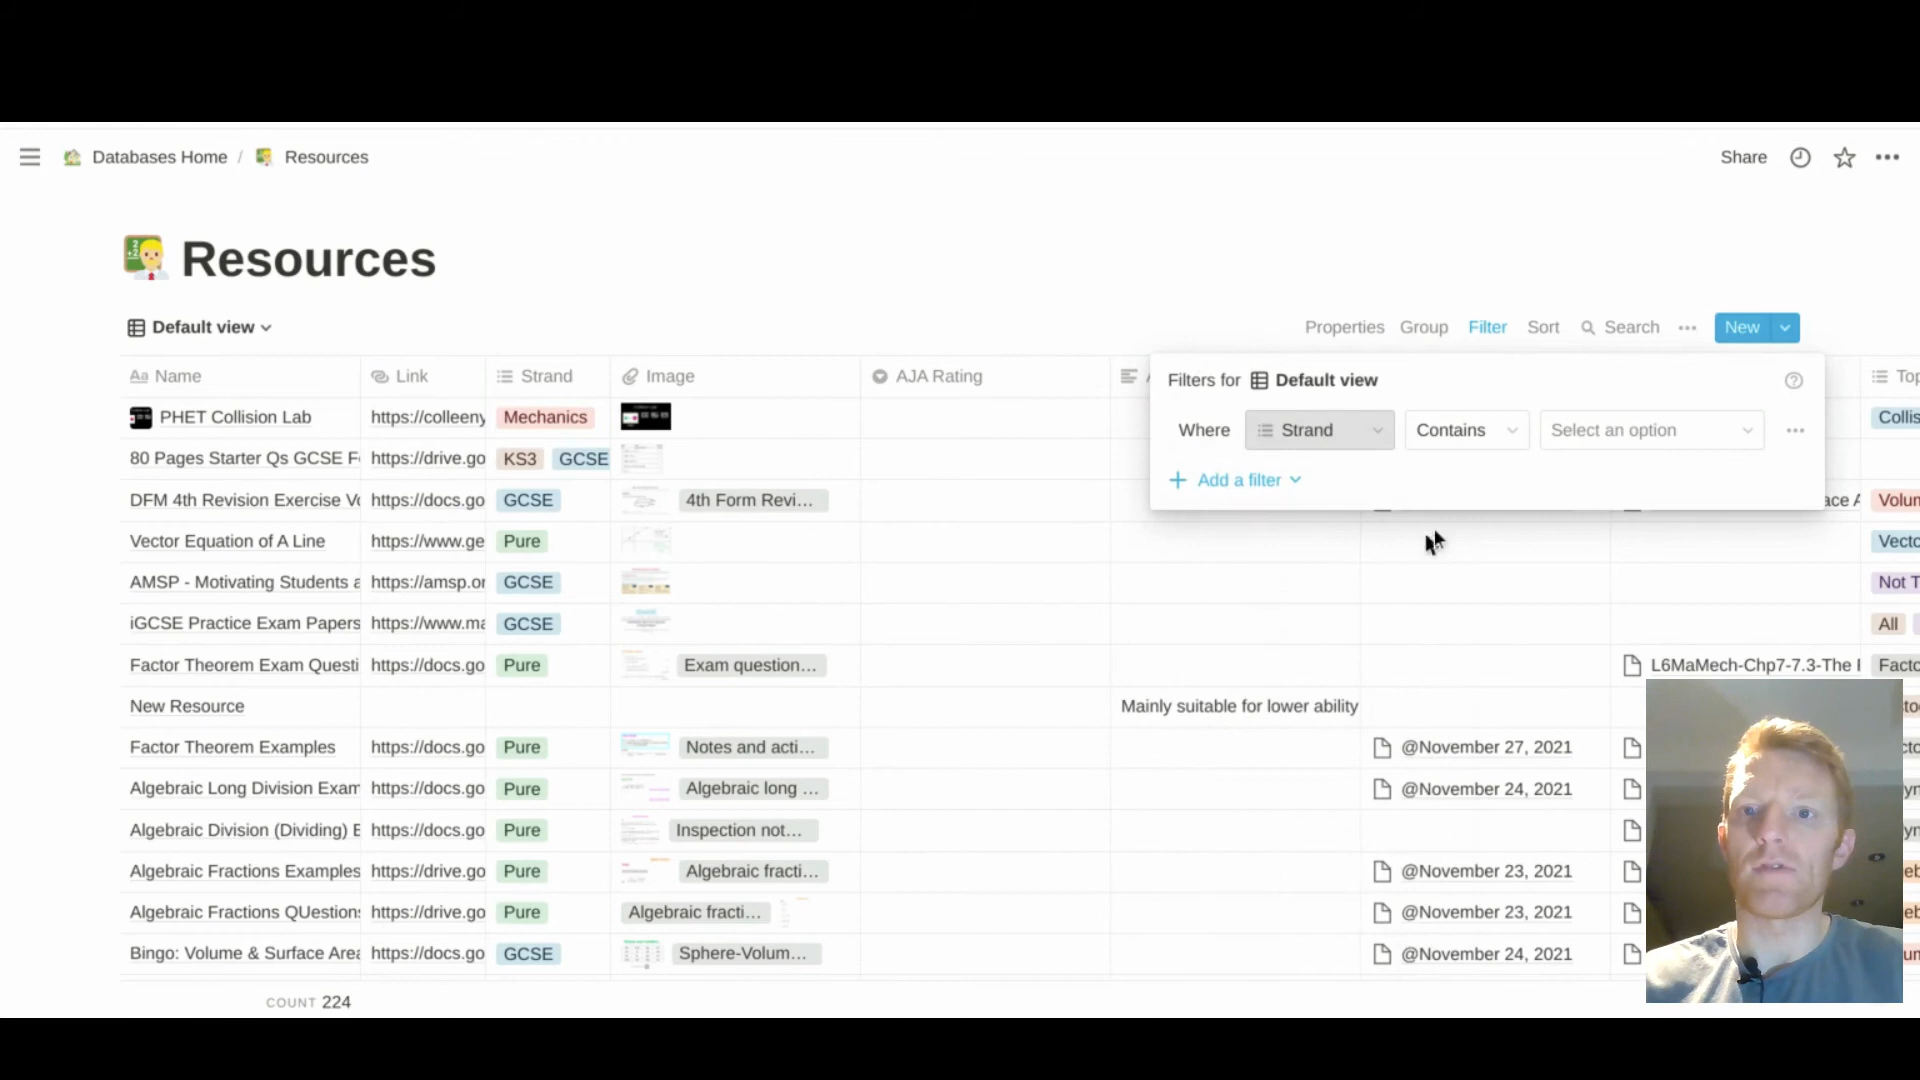 Databases Home / Resources
Share
Resources
Default view
Properties Group Filter Sort Search New
Aa Name Link Strand Image AJA Rating
Filters for Default view
Where Strand Contains Select an option
Add a filter
PHET Collision Lab https://colleeny Mechanics Collis
80 Pages Starter Qs GCSE F https://drive.go KS3 GCSE
DFM 4th Revision Exercise Vo https://docs.go GCSE 4th Form Revi... ace A Volum
Vector Equation of A Line https://www.ge Pure Vecto
AMSP - Motivating Students a https://amsp.or GCSE Not T
iGCSE Practice Exam Papers https://www.ma GCSE All
Factor Theorem Exam Questi https://docs.go Pure Exam question... L6MaMech-Chp7-7.3-The F Facto
New Resource Mainly suitable for lower ability
Factor Theorem Examples https://docs.go Pure Notes and acti... @November 27, 2021
Algebraic Long Division Exam https://docs.go Pure Algebraic long ... @November 24, 2021
Algebraic Division (Dividing) E https://docs.go Pure Inspection not...
Algebraic Fractions Examples https://drive.go Pure Algebraic fracti... @November 23, 2021
Algebraic Fractions QUestions https://drive.go Pure Algebraic fracti... @November 23, 2021
Bingo: Volume & Surface Area https://docs.go GCSE Sphere-Volum... @November 24, 2021
COUNT 224